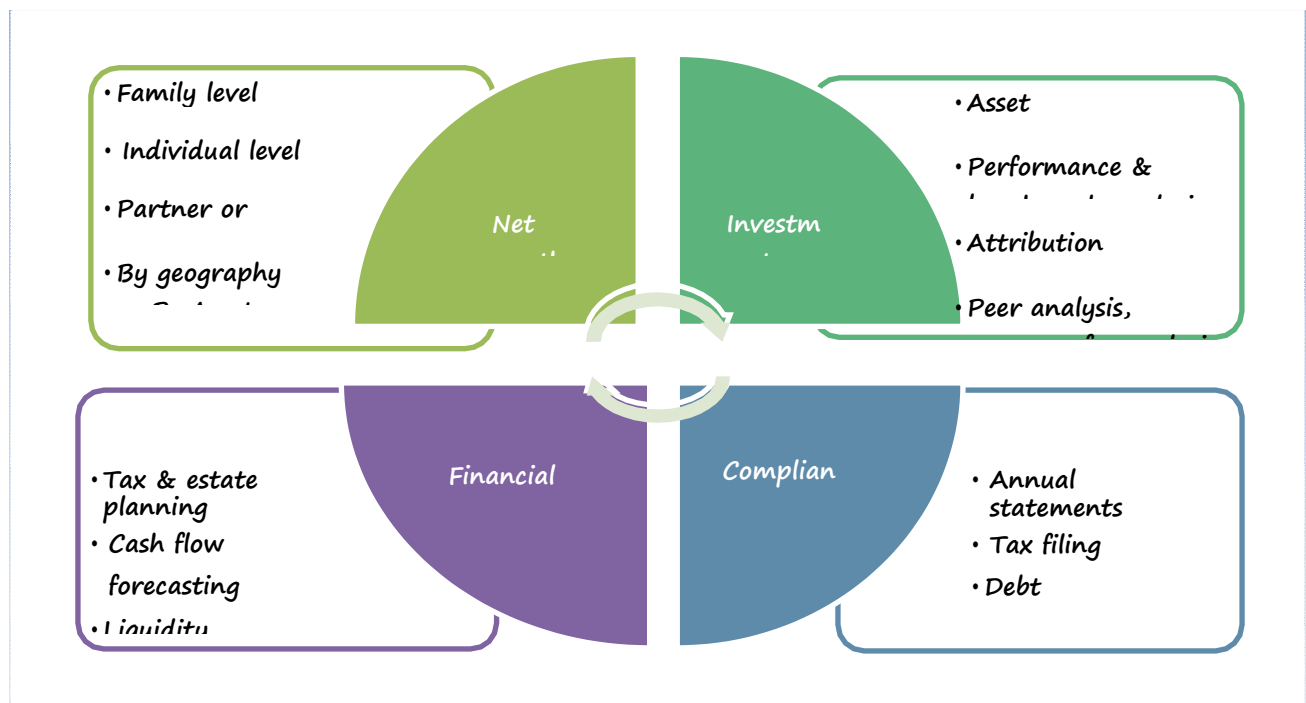 • Family level
• Individual level
• Partner or
• By geography
Net
Investm
• Asset
• Performance &
• Attribution
• Peer analysis,
• Tax & estate
planning
• Cash flow
forecasting
• Liquidity
Financial
Complian
• Annual
statements
• Tax filing
• Debt